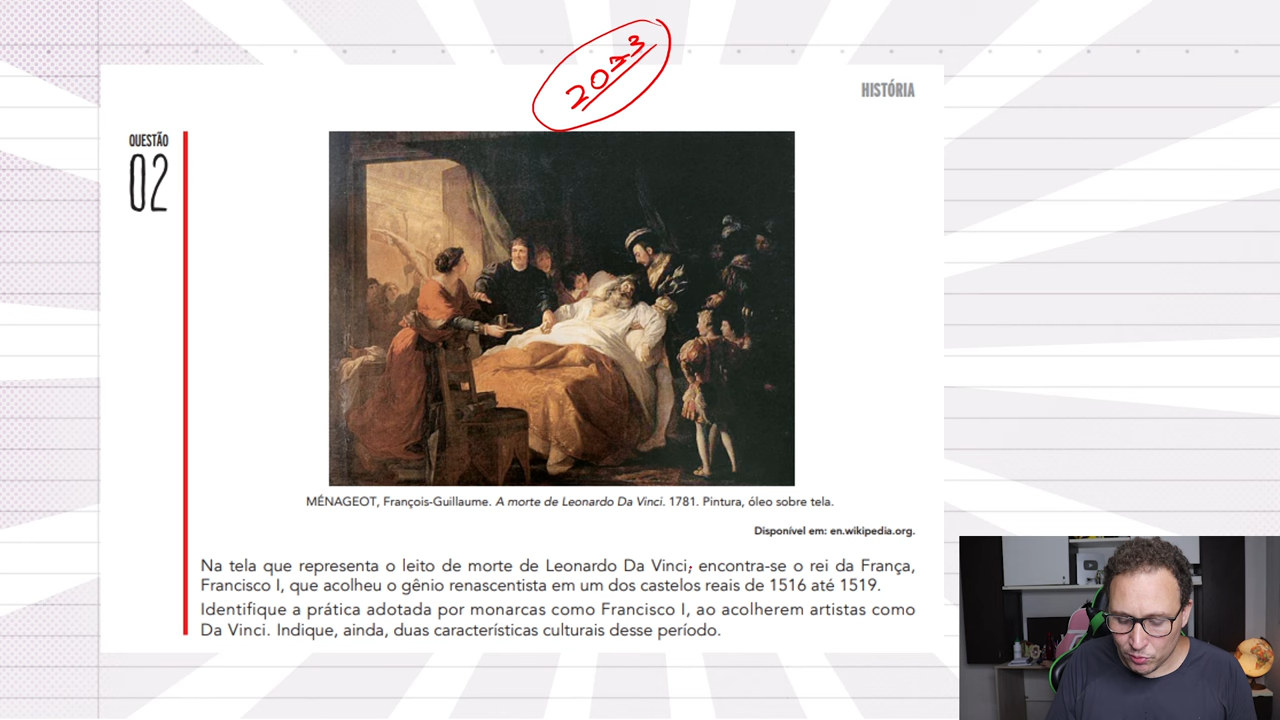 2023
HISTÓRIA
QUESTÃO
02
MÉNAGEOT, François-Guillaume. A morte de Leonardo Da Vinci. 1781. Pintura, óleo sobre tela.
Disponível em: en.wikipedia.org.
Na tela que representa o leito de morte de Leonardo Da Vinci, encontra-se o rei da França,
Francisco I, que acolheu o gênio renascentista em um dos castelos reais de 1516 até 1519.
Identifique a prática adotada por monarcas como Francisco I, ao acolherem artistas como
Da Vinci. Indique, ainda, duas características culturais desse período.